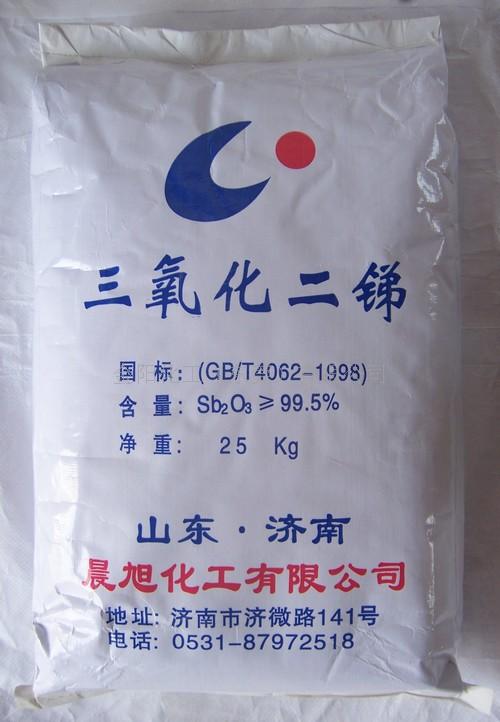 三氧化二锑
国标: (GB/T4062-1998)
含量: Sb₂O₃ ≥ 99.5%
净重: 25 Kg
山东·济南
晨旭化工有限公司
地址: 济南市济微路141号
电话: 0531-87972518